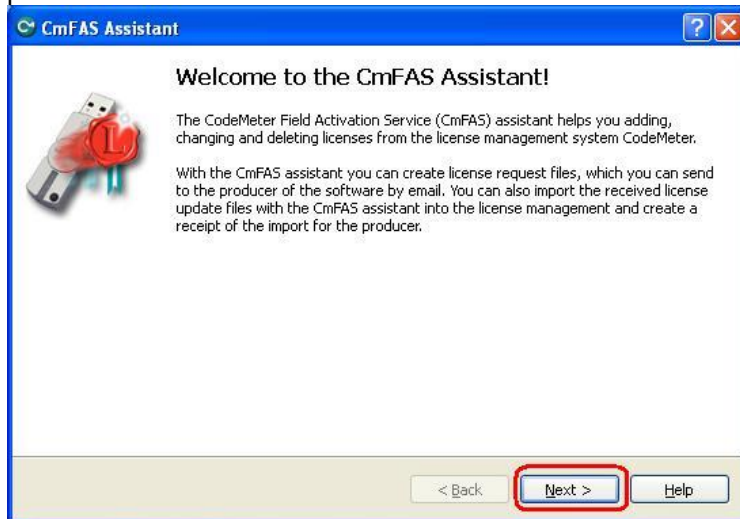 CmFAS Assistant
Welcome to the CmFAS Assistant!
The CodeMeter Field Activation Service (CmFAS) assistant helps you adding,
changing and deleting licenses from the license management system CodeMeter.
With the CmFAS assistant you can create license request files, which you can send
to the producer of the software by email. You can also import the received license
update files with the CmFAS assistant into the license management and create a
receipt of the import for the producer.
L
< Back Next > Help